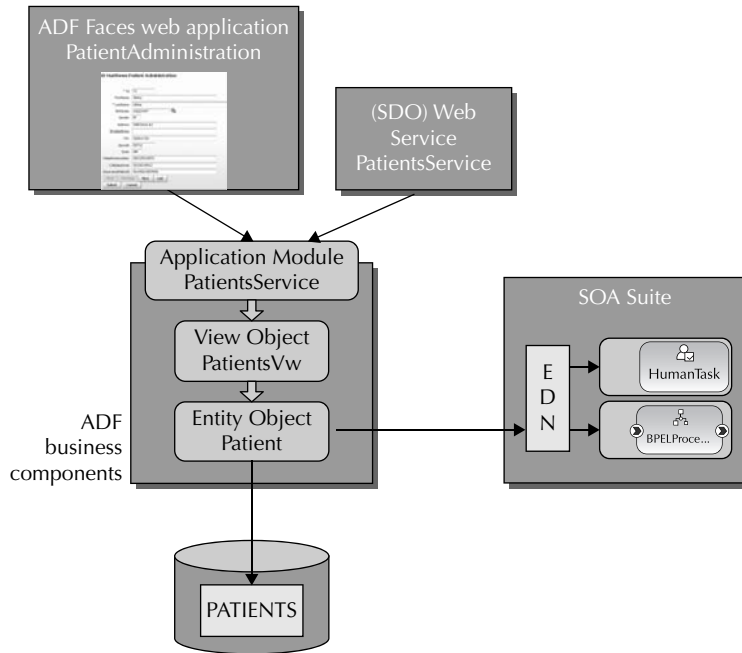 ADF Faces web application
PatientAdministration
(SDO) Web
Service
PatientsService
Application Module
PatientsService
View Object
PatientsVw
Entity Object
Patient
ADF
business
components
SOA Suite
E
D
N
HumanTask
BPELProce...
PATIENTS